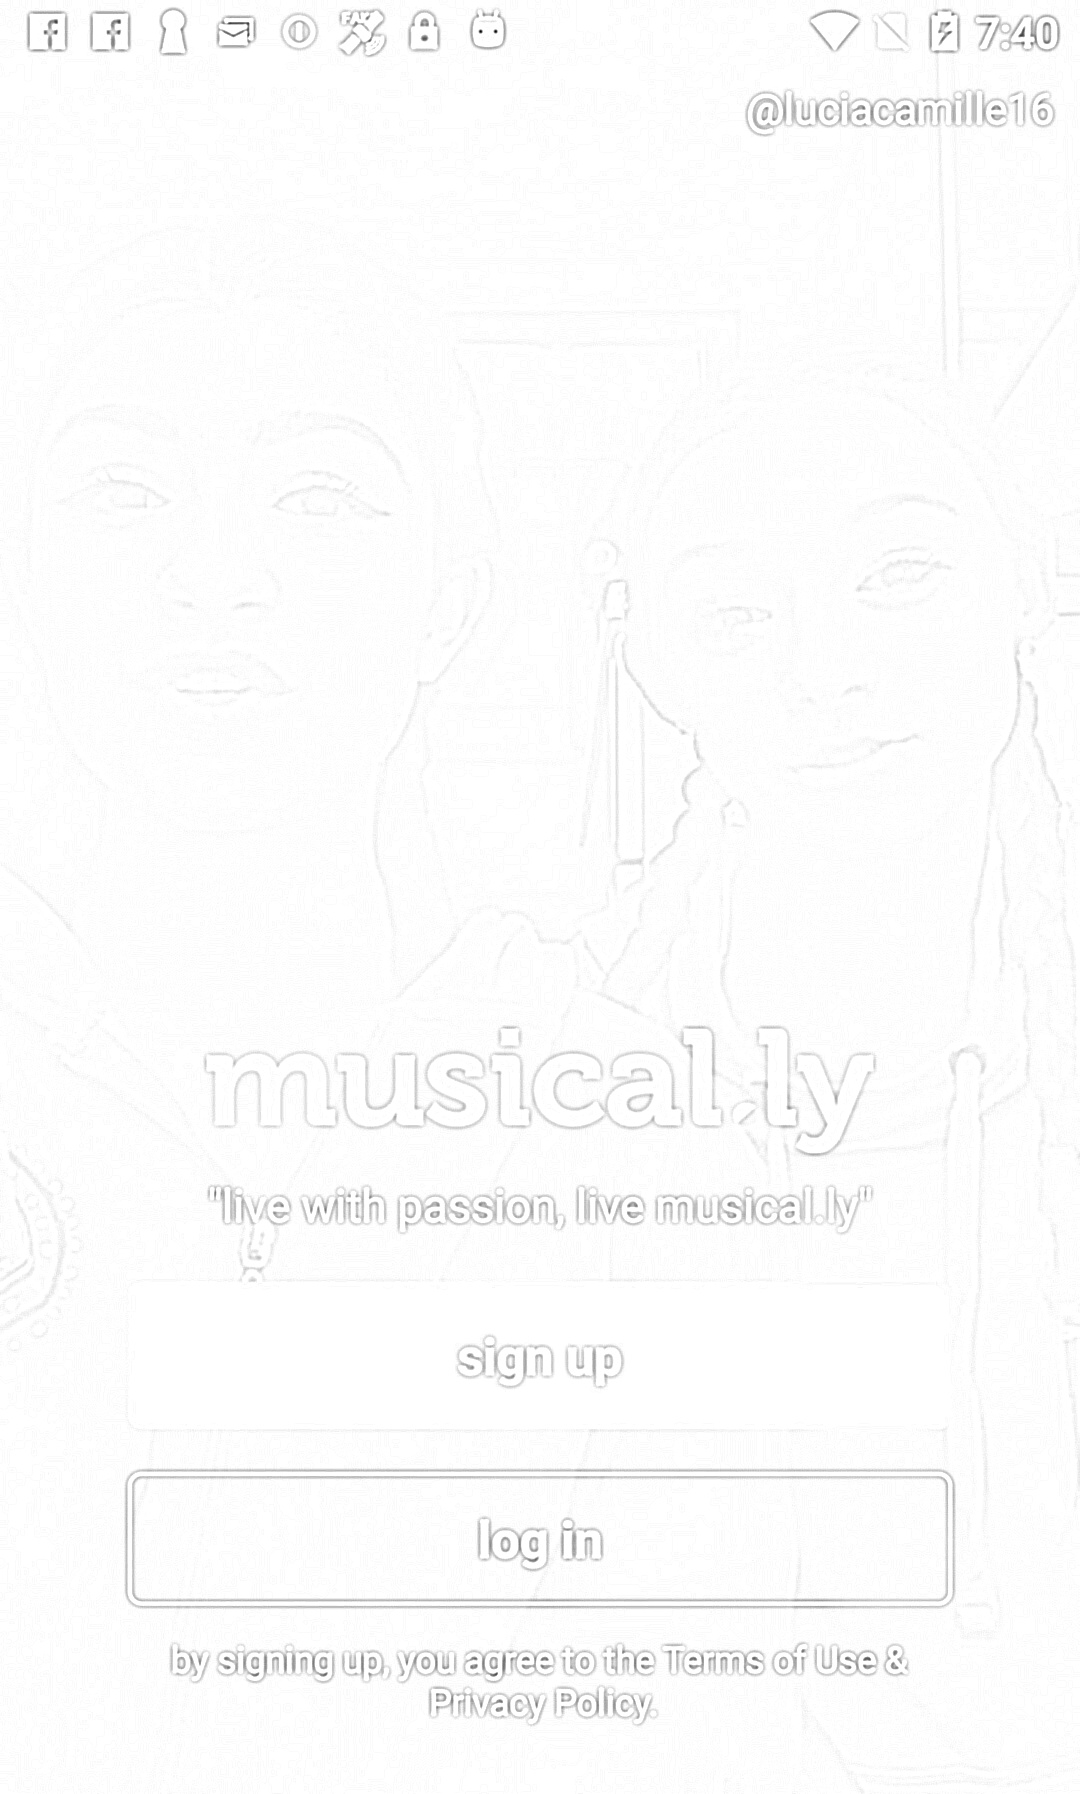 FAV
7:40
@luciacamille16
musical.ly
"live with passion, live musical.ly"
sign up
log in
by signing up, you agree to the Terms of Use &
Privacy Policy.